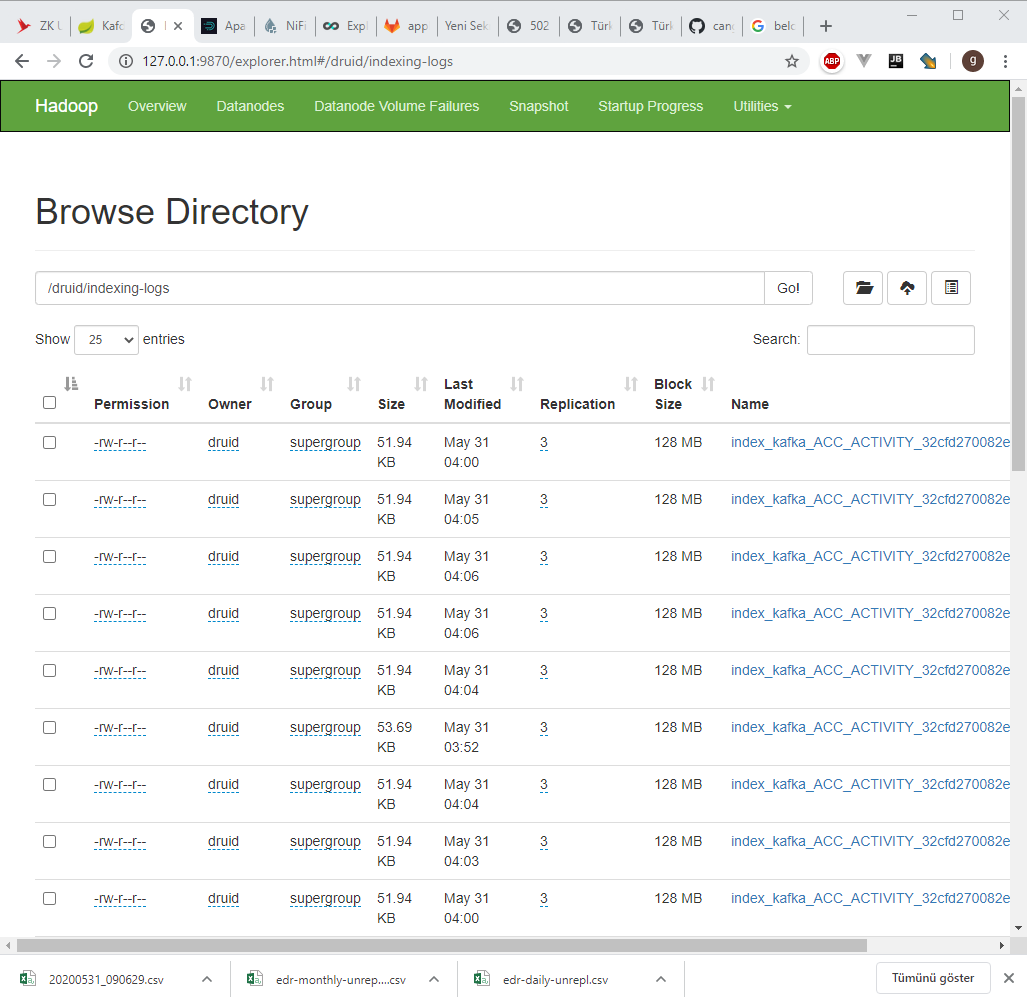 ZK U
Kafd
Apa
NiFi
Expl
app
Yeni Sek
502
Türk
Türk
can
belo
127.0.0.1:9870/explorer.html#/druid/indexing-logs
ABP
JB
g
Hadoop Overview Datanodes Datanode Volume Failures Snapshot Startup Progress Utilities
Browse Directory
/druid/indexing-logs Go!
Show 25 entries Search:
Permission Owner Group Size Last Modified Replication Block Size Name
-rw-r--r-- druid supergroup 51.94 KB May 31 04:00 3 128 MB index_kafka_ACC_ACTIVITY_32cfd270082e
-rw-r--r-- druid supergroup 51.94 KB May 31 04:05 3 128 MB index_kafka_ACC_ACTIVITY_32cfd270082e
-rw-r--r-- druid supergroup 51.94 KB May 31 04:06 3 128 MB index_kafka_ACC_ACTIVITY_32cfd270082e
-rw-r--r-- druid supergroup 51.94 KB May 31 04:06 3 128 MB index_kafka_ACC_ACTIVITY_32cfd270082e
-rw-r--r-- druid supergroup 51.94 KB May 31 04:04 3 128 MB index_kafka_ACC_ACTIVITY_32cfd270082e
-rw-r--r-- druid supergroup 53.69 KB May 31 03:52 3 128 MB index_kafka_ACC_ACTIVITY_32cfd270082e
-rw-r--r-- druid supergroup 51.94 KB May 31 04:04 3 128 MB index_kafka_ACC_ACTIVITY_32cfd270082e
-rw-r--r-- druid supergroup 51.94 KB May 31 04:03 3 128 MB index_kafka_ACC_ACTIVITY_32cfd270082e
-rw-r--r-- druid supergroup 51.94 KB May 31 04:00 3 128 MB index_kafka_ACC_ACTIVITY_32cfd270082e
20200531_090629.csv edr-monthly-unrep....csv edr-daily-unrepl.csv Tümünü göster